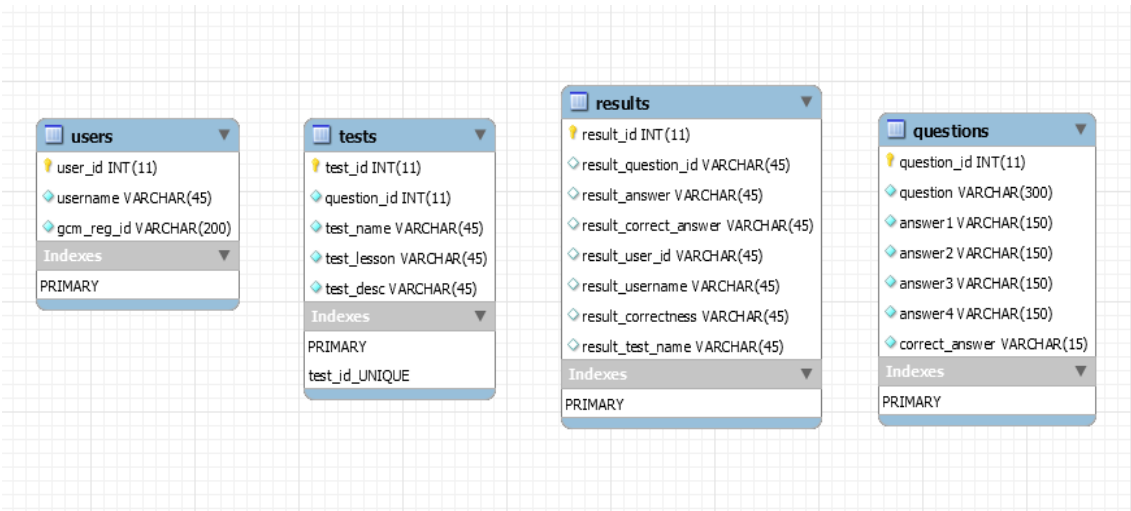 users
user_id INT(11)
username VARCHAR(45)
gcm_reg_id VARCHAR(200)
Indexes
PRIMARY
tests
test_id INT(11)
question_id INT(11)
test_name VARCHAR(45)
test_lesson VARCHAR(45)
test_desc VARCHAR(45)
Indexes
PRIMARY
test_id_UNIQUE
results
result_id INT(11)
result_question_id VARCHAR(45)
result_answer VARCHAR(45)
result_correct_answer VARCHAR(45)
result_user_id VARCHAR(45)
result_username VARCHAR(45)
result_correctness VARCHAR(45)
result_test_name VARCHAR(45)
Indexes
PRIMARY
questions
question_id INT(11)
question VARCHAR(300)
answer1 VARCHAR(150)
answer2 VARCHAR(150)
answer3 VARCHAR(150)
answer4 VARCHAR(150)
correct_answer VARCHAR(15)
Indexes
PRIMARY